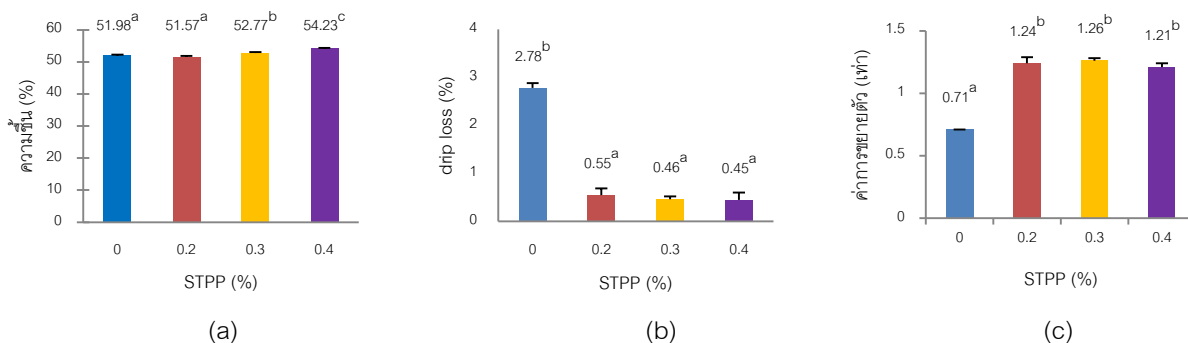 51.98a 51.57a 52.77b 54.23c
60
50
40
30
20
10
0
ความชื้น (%)
0 0.2 0.3 0.4
STPP (%)
(a)
4
3
2
1
0
drip loss (%)
2.78b
0.55a 0.46a 0.45a
0 0.2 0.3 0.4
STPP (%)
(b)
1.5
1
0.5
0
ค่าการขยายตัว (เท่า)
0.71a
1.24b 1.26b 1.21b
0 0.2 0.3 0.4
STPP (%)
(c)